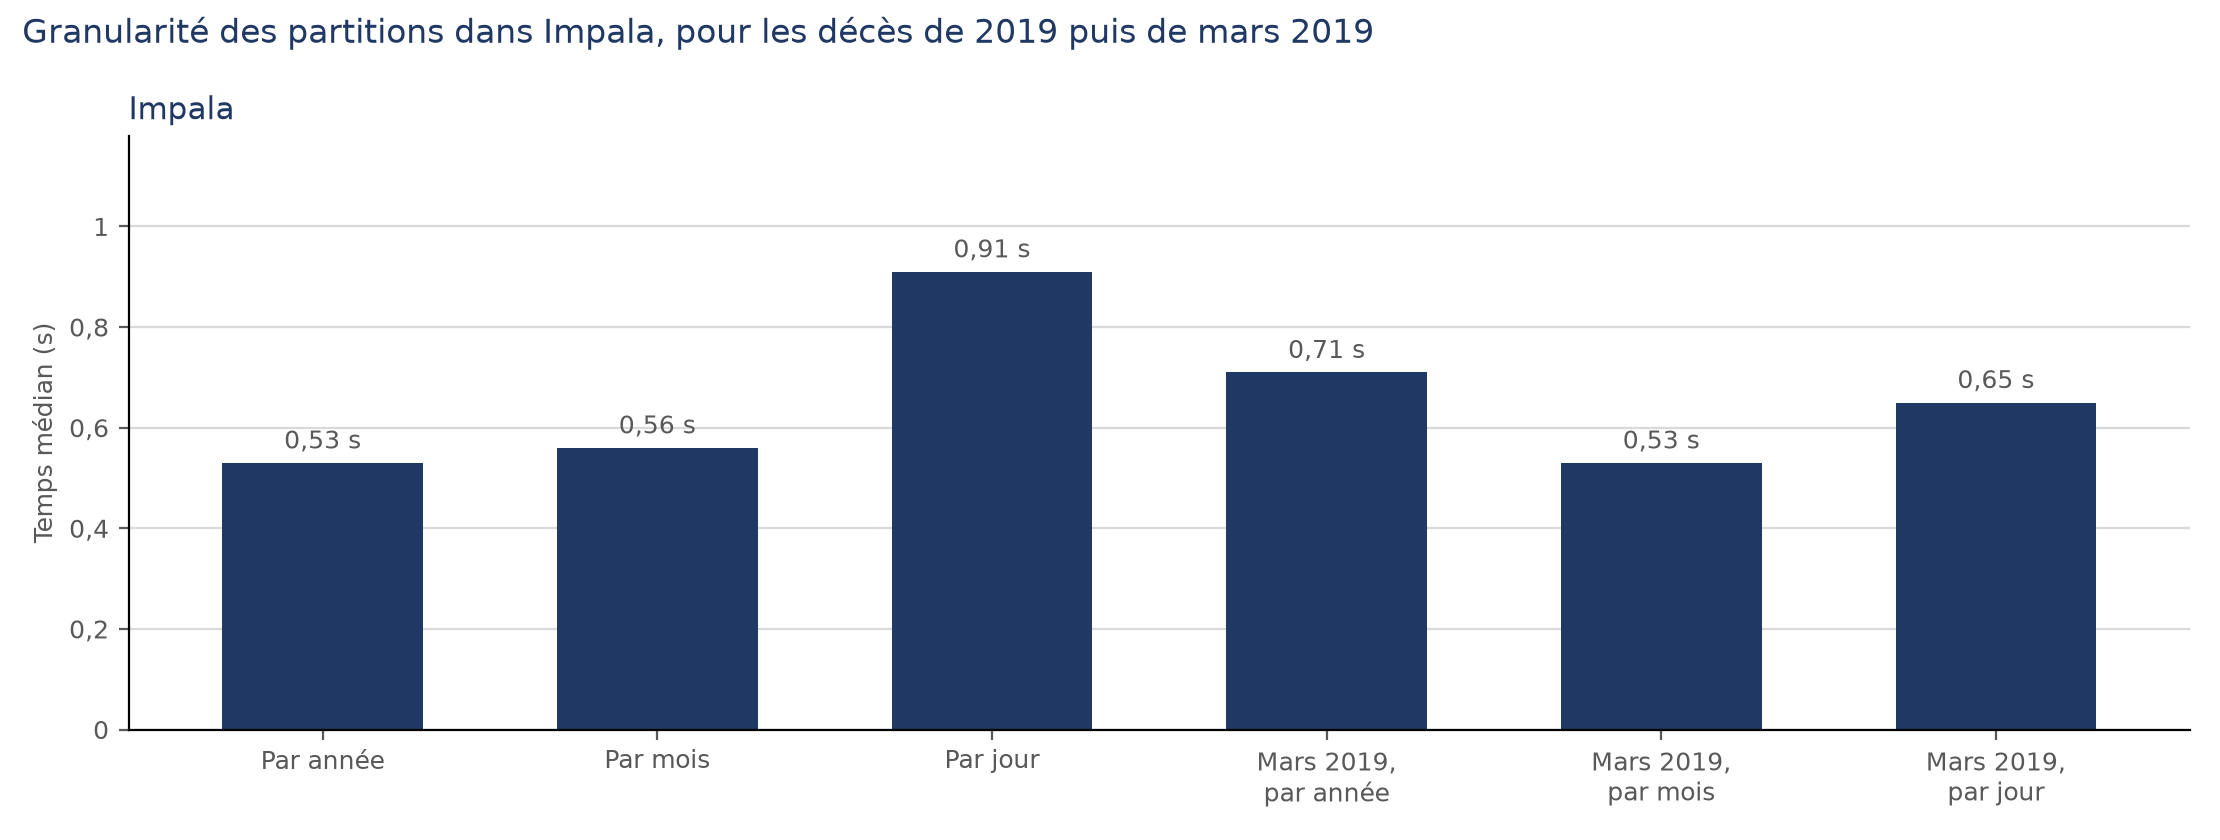 Granularité des partitions dans Impala, pour les décès de 2019 puis de mars 2019
Impala
Temps médian (s)
1
0,8
0,6
0,4
0,2
0
0,53 s
0,56 s
0,91 s
0,71 s
0,53 s
0,65 s
Par année
Par mois
Par jour
Mars 2019,
par année
Mars 2019,
par mois
Mars 2019,
par jour